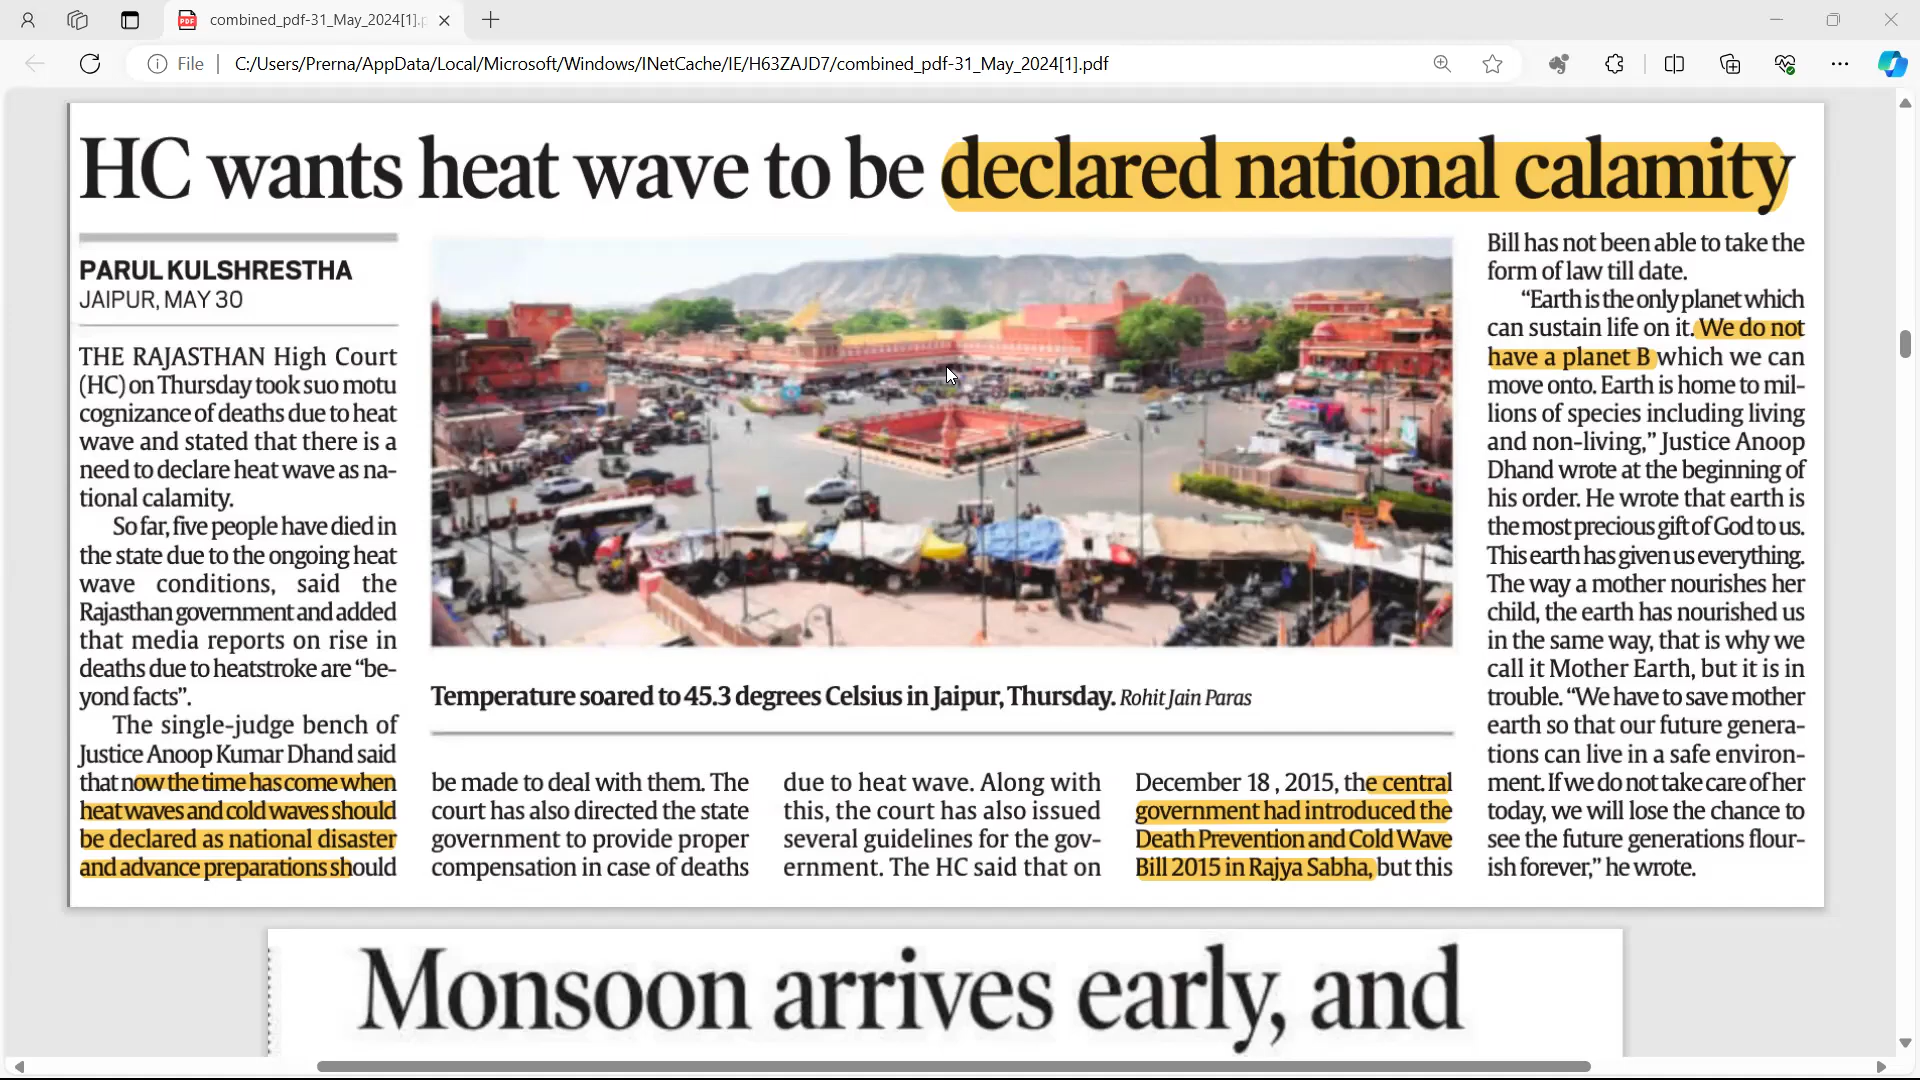 combined_pdf-31_May_2024[1].p
File
C:/Users/Prerna/AppData/Local/Microsoft/Windows/INetCache/IE/H63ZAJD7/combined_pdf-31_May_2024[1].pdf
HC wants heat wave to be declared national calamity
PARUL KULSHRESTHA
JAIPUR, MAY 30
THE RAJASTHAN High Court
(HC) on Thursday took suo motu
cognizance of deaths due to heat
wave and stated that there is a
need to declare heat wave as na-
tional calamity.
So far, five people have died in
the state due to the ongoing heat
wave conditions, said the
Rajasthan government and added
that media reports on rise in
deaths due to heatstroke are “be-
yond facts”.
The single-judge bench of
Justice Anoop Kumar Dhand said
that now the time has come when
heat waves and cold waves should
be declared as national disaster
and advance preparations should
Temperature soared to 45.3 degrees Celsius in Jaipur, Thursday. Rohit Jain Paras
be made to deal with them. The
court has also directed the state
government to provide proper
compensation in case of deaths
due to heat wave. Along with
this, the court has also issued
several guidelines for the gov-
ernment. The HC said that on
December 18 , 2015, the central
government had introduced the
Death Prevention and Cold Wave
Bill 2015 in Rajya Sabha, but this
Bill has not been able to take the
form of law till date.
“Earth is the only planet which
can sustain life on it. We do not
have a planet B which we can
move onto. Earth is home to mil-
lions of species including living
and non-living,” Justice Anoop
Dhand wrote at the beginning of
his order. He wrote that earth is
the most precious gift of God to us.
This earth has given us everything.
The way a mother nourishes her
child, the earth has nourished us
in the same way, that is why we
call it Mother Earth, but it is in
trouble. “We have to save mother
earth so that our future genera-
tions can live in a safe environ-
ment. If we do not take care of her
today, we will lose the chance to
see the future generations flour-
ish forever,” he wrote.
Monsoon arrives early, and